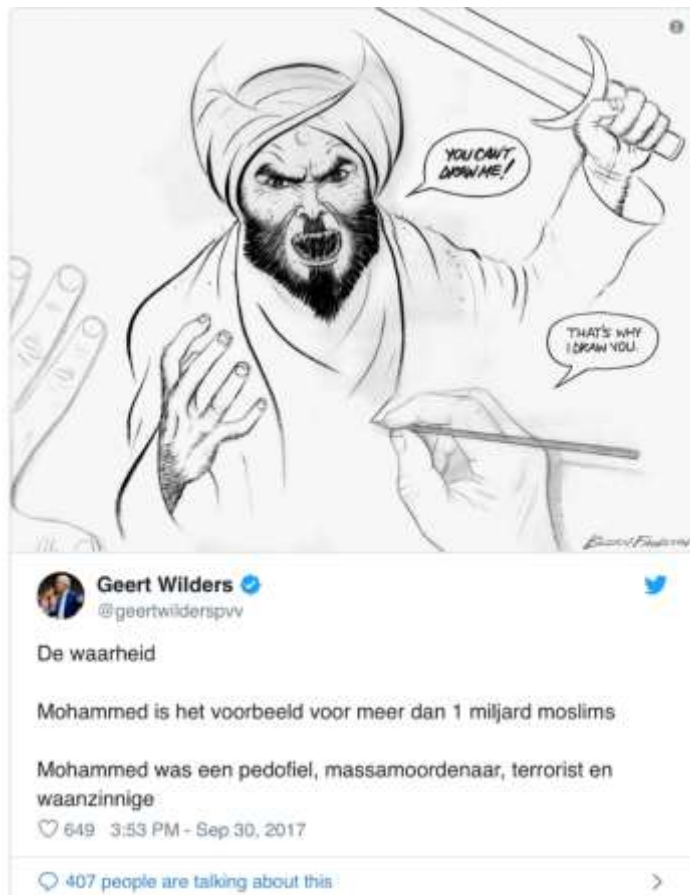 YOU CAN'T
DRAW ME!
THAT'S WHY
I DRAW YOU.
Geert Wilders
@geertwilderspvv
De waarheid
Mohammed is het voorbeeld voor meer dan 1 miljard moslims
Mohammed was een pedofiel, massamoordenaar, terrorist en
waanzinnige
649 3:53 PM - Sep 30, 2017
407 people are talking about this